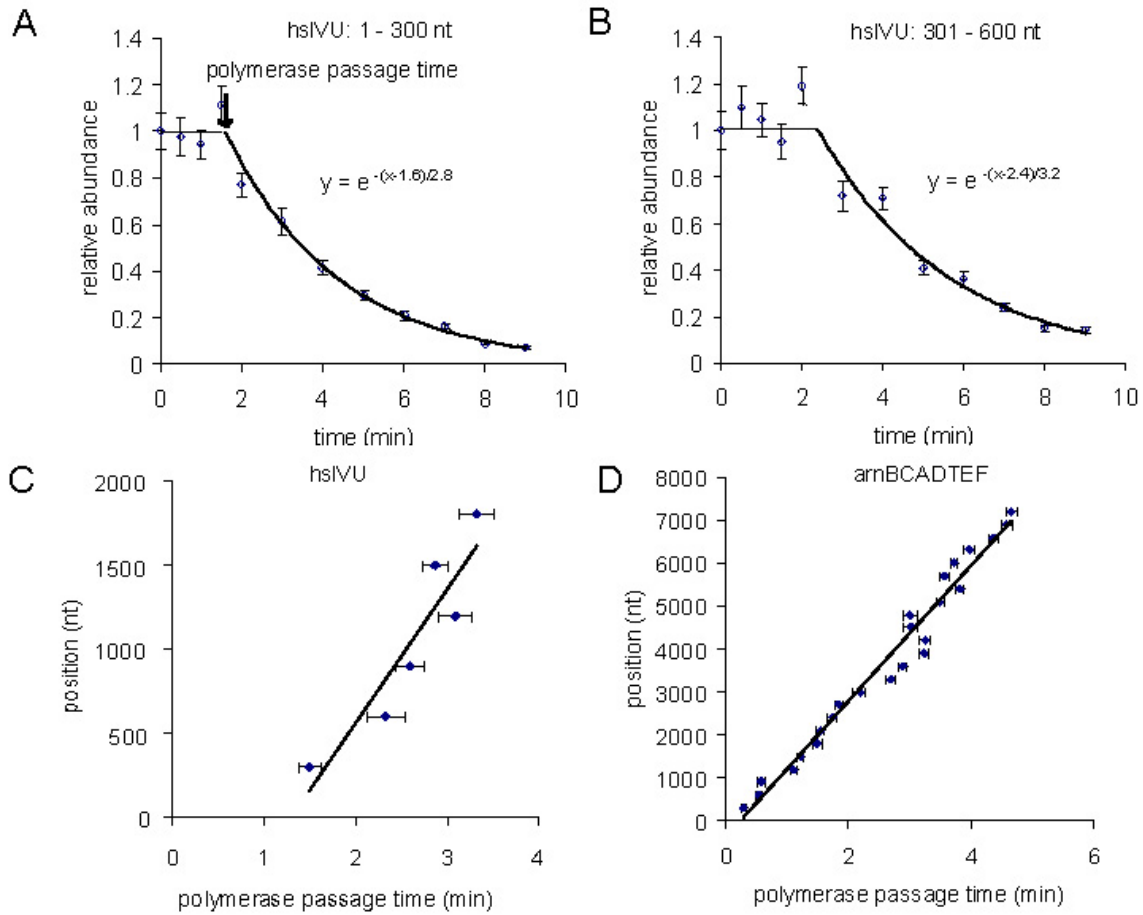 A
hslVU: 1 - 300 nt
polymerase passage time
y = e -(x-1.6)/2.8
relative abundance
1.4
1.2
1
0.8
0.6
0.4
0.2
0
0 2 4 6 8 10
time (min)
B
hslVU: 301 - 600 nt
y = e -(x-2.4)/3.2
relative abundance
1.4
1.2
1
0.8
0.6
0.4
0.2
0
0 2 4 6 8 10
time (min)
C
hslVU
position (nt)
2000
1500
1000
500
0
0 1 2 3 4
polymerase passage time (min)
D
arnBCADTEF
position (nt)
8000
7000
6000
5000
4000
3000
2000
1000
0
0 2 4 6
polymerase passage time (min)